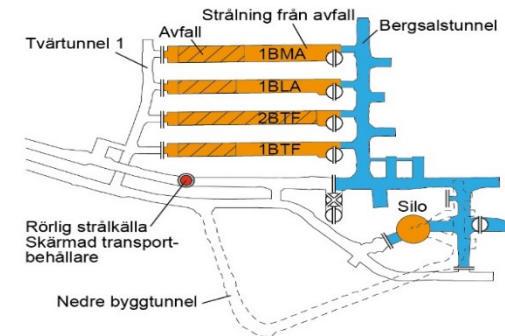 Strålning från avfall
Bergsalstunnel
Avfall
Tvärtunnel 1
1BMA
1BLA
2BTF
1BTF
Silo
Rörlig strålkälla
Skärmad transport-
behållare
Nedre byggtunnel